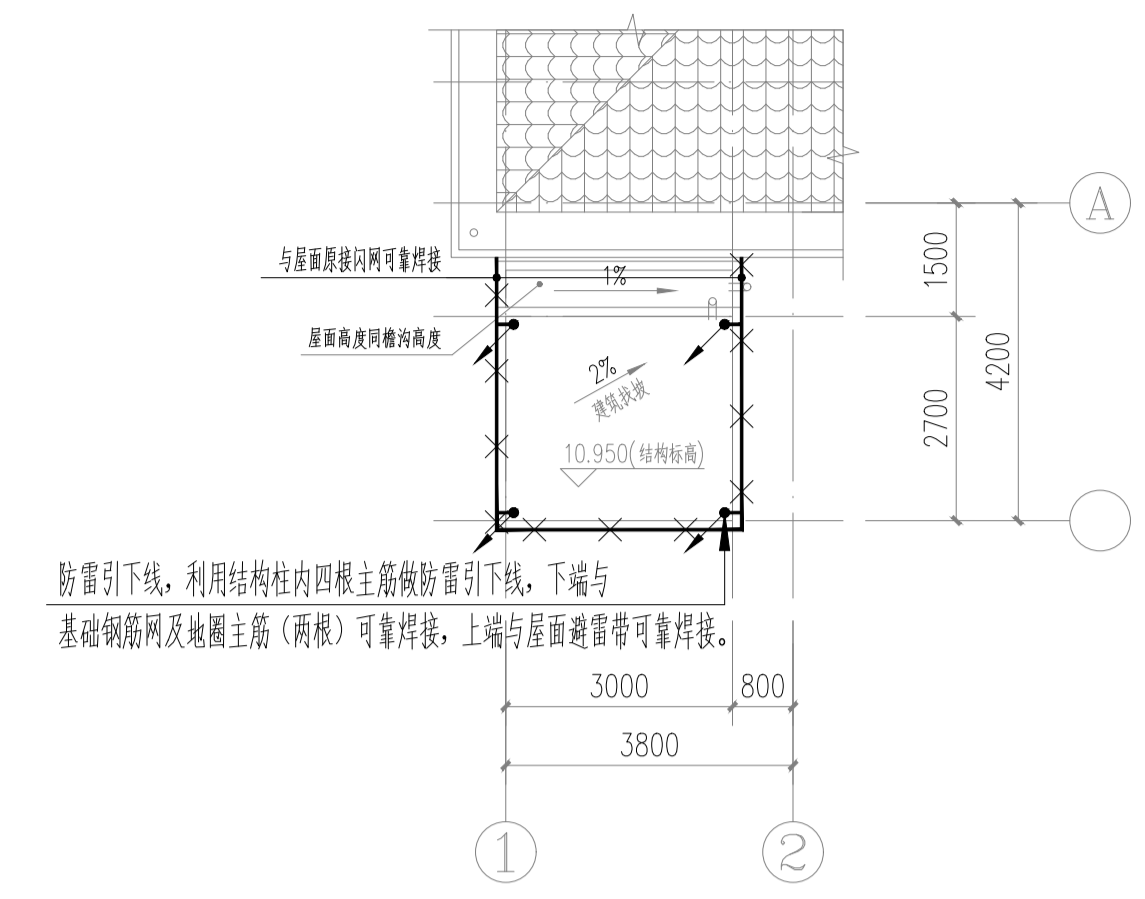 A
与屋面原接闪网可靠焊接
1%
1500
屋面高度同檐沟高度
4200
2%
建筑找坡
2700
10.950(结构标高)
防雷引下线，利用结构柱内四根主筋做防雷引下线，下端与
基础钢筋网及地圈主筋（两根）可靠焊接，上端与屋面避雷带可靠焊接。
3000
800
3800
1
2